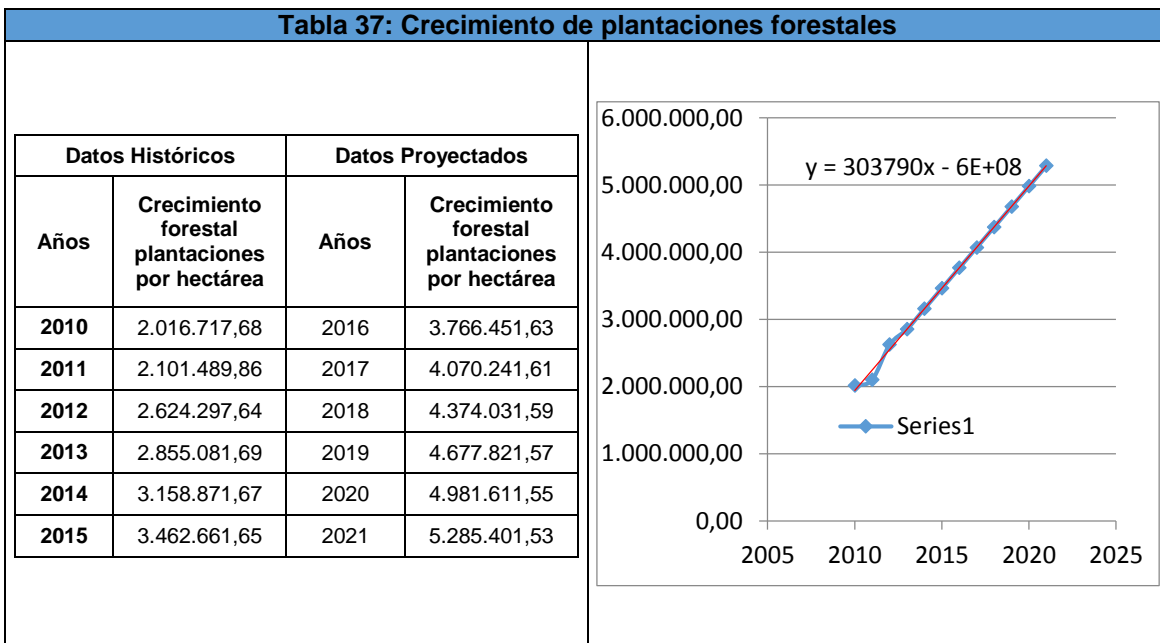 Tabla 37: Crecimiento de plantaciones forestales
Datos Históricos Datos Proyectados
Años Crecimiento forestal plantaciones por hectárea Años Crecimiento forestal plantaciones por hectárea
2010 2.016.717,68 2016 3.766.451,63
2011 2.101.489,86 2017 4.070.241,61
2012 2.624.297,64 2018 4.374.031,59
2013 2.855.081,69 2019 4.677.821,57
2014 3.158.871,67 2020 4.981.611,55
2015 3.462.661,65 2021 5.285.401,53
6.000.000,00
y = 303790x - 6E+08
5.000.000,00
4.000.000,00
3.000.000,00
2.000.000,00
Series1
1.000.000,00
0,00
2005 2010 2015 2020 2025